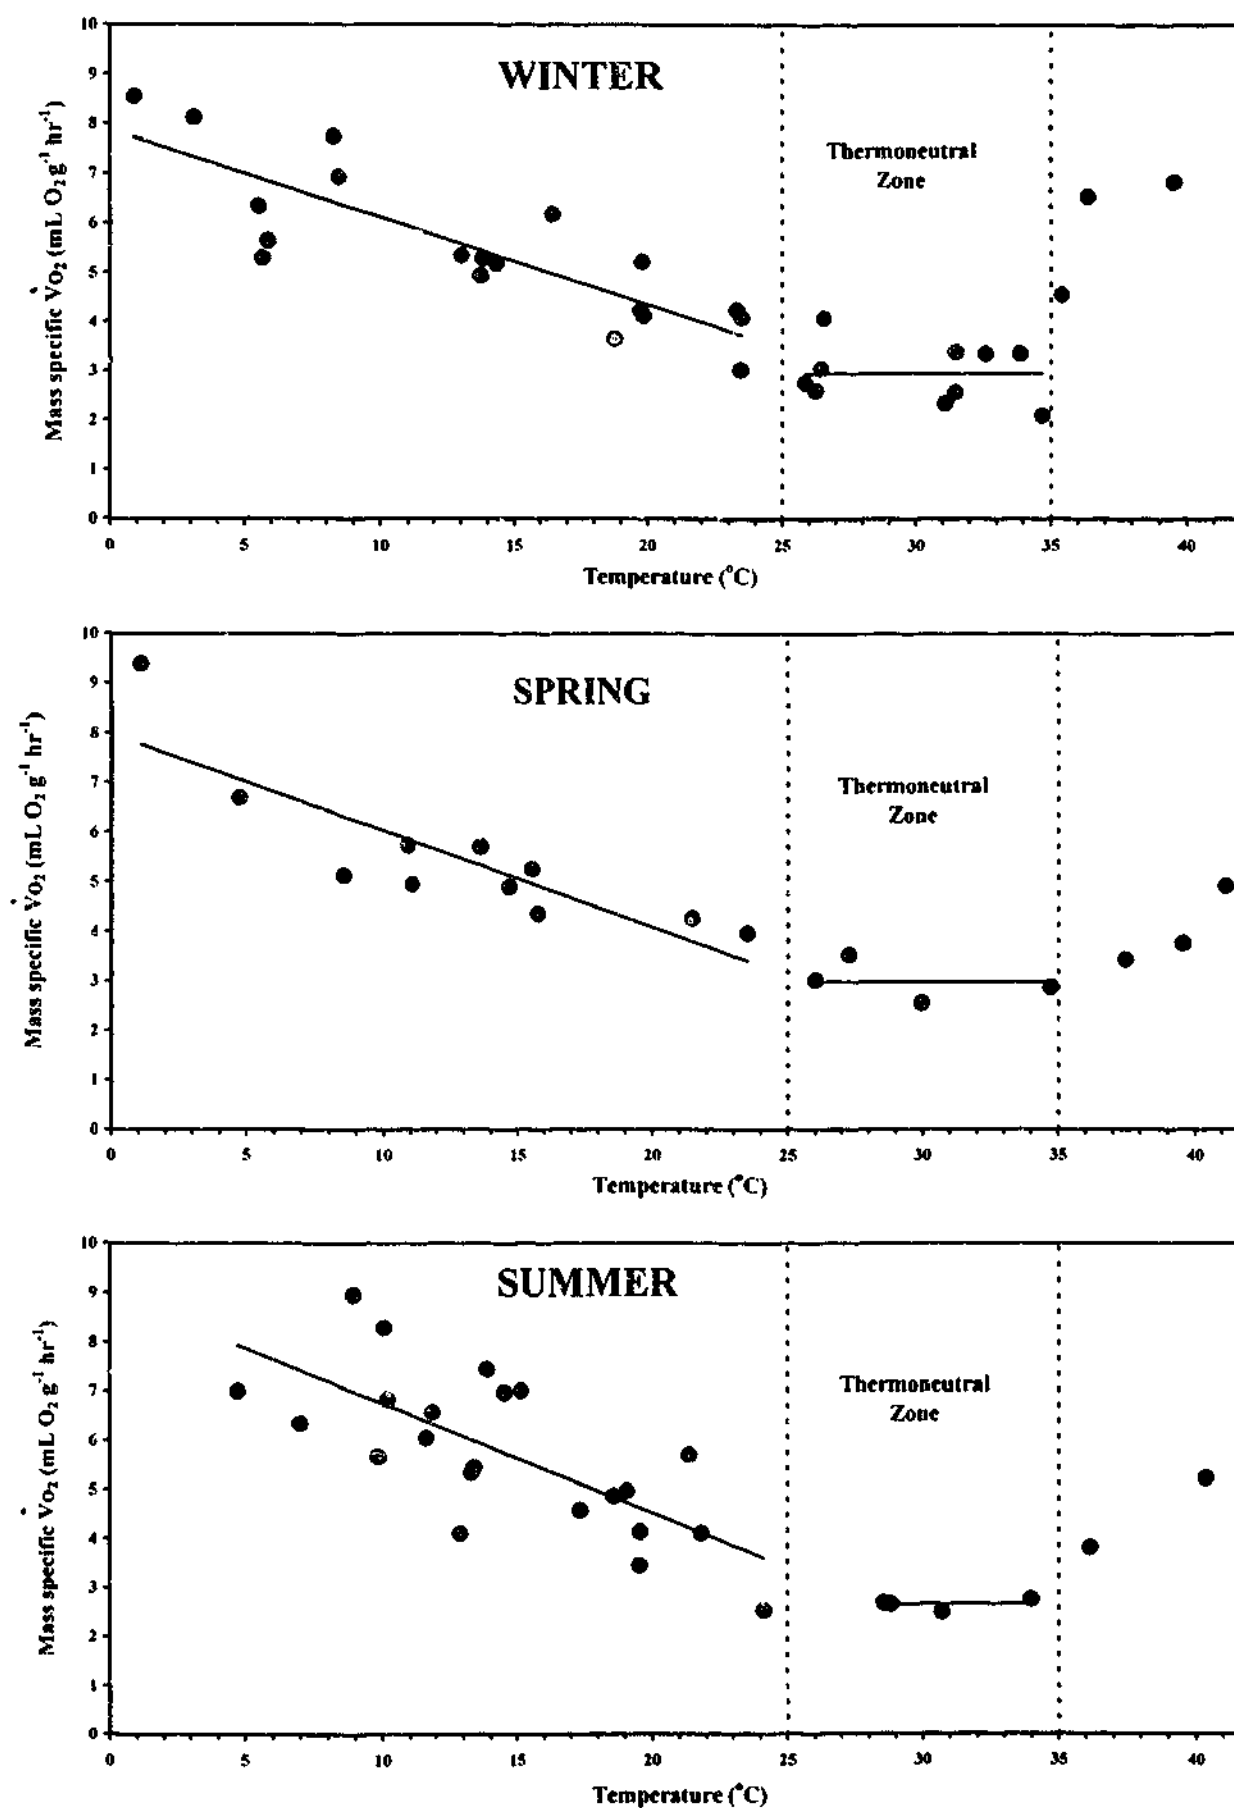 10
WINTER
9
8
Thermoneutral
Zone
7
6
5
4
3
2
1
0
Mass specific V̇O₂ (mL O₂ g⁻¹ hr⁻¹)
0 5 10 15 20 25 30 35 40
Temperature (°C)
10
SPRING
9
8
7
Thermoneutral
Zone
6
5
4
3
2
1
0
Mass specific V̇O₂ (mL O₂ g⁻¹ hr⁻¹)
0 5 10 15 20 25 30 35 40
Temperature (°C)
10
SUMMER
9
8
7
Thermoneutral
Zone
6
5
4
3
2
1
0
Mass specific V̇O₂ (mL O₂ g⁻¹ hr⁻¹)
0 5 10 15 20 25 30 35 40
Temperature (°C)